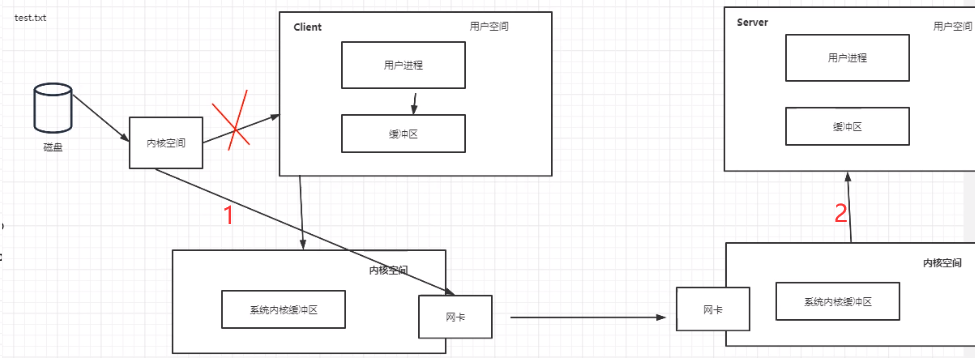 test.txt
Client
用户空间
用户进程
缓冲区
磁盘
内核空间
1
内核空间
系统内核缓冲区
网卡
Server
用户空间
用户进程
缓冲区
2
内核空间
系统内核缓冲区
网卡